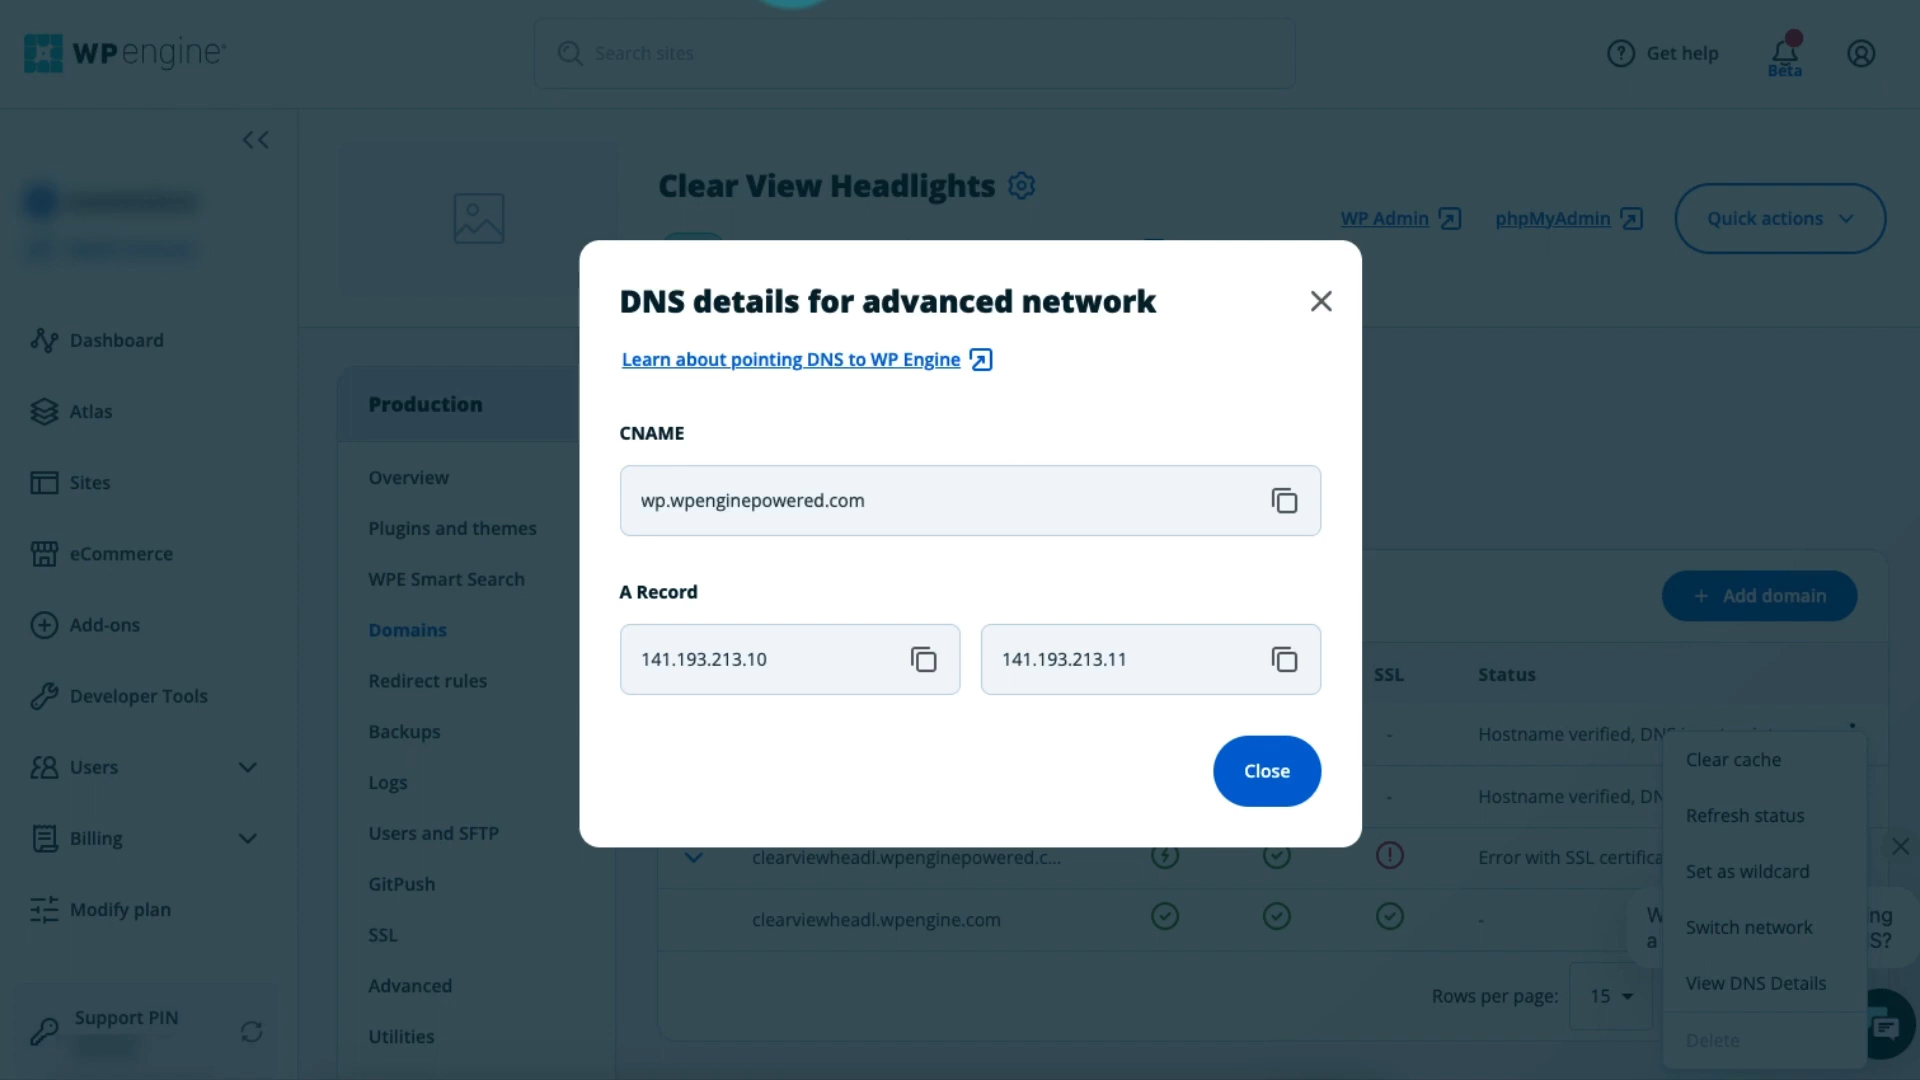 WPengine
Search sites
Get help
Beta
Clear View Headlights
WP Admin
phpMyAdmin
Quick actions
DNS details for advanced network
Learn about pointing DNS to WP Engine
CNAME
wp.wpenginepowered.com
A Record
141.193.213.10
141.193.213.11
Close
Dashboard
Atlas
Sites
eCommerce
Add-ons
Developer Tools
Users
Billing
Modify plan
Support PIN
Production
Overview
Plugins and themes
WPE Smart Search
Domains
Redirect rules
Backups
Logs
Users and SFTP
GitPush
SSL
Advanced
Utilities
+ Add domain
SSL Status
- Hostname verified,
- Hostname verified,
clearviewheadl.wpenginepowered.c... Error with SSL
clearviewheadl.wpengine.com -
Rows per page: 15
Clear cache
Refresh status
Set as wildcard
Switch network
View DNS Details
Delete